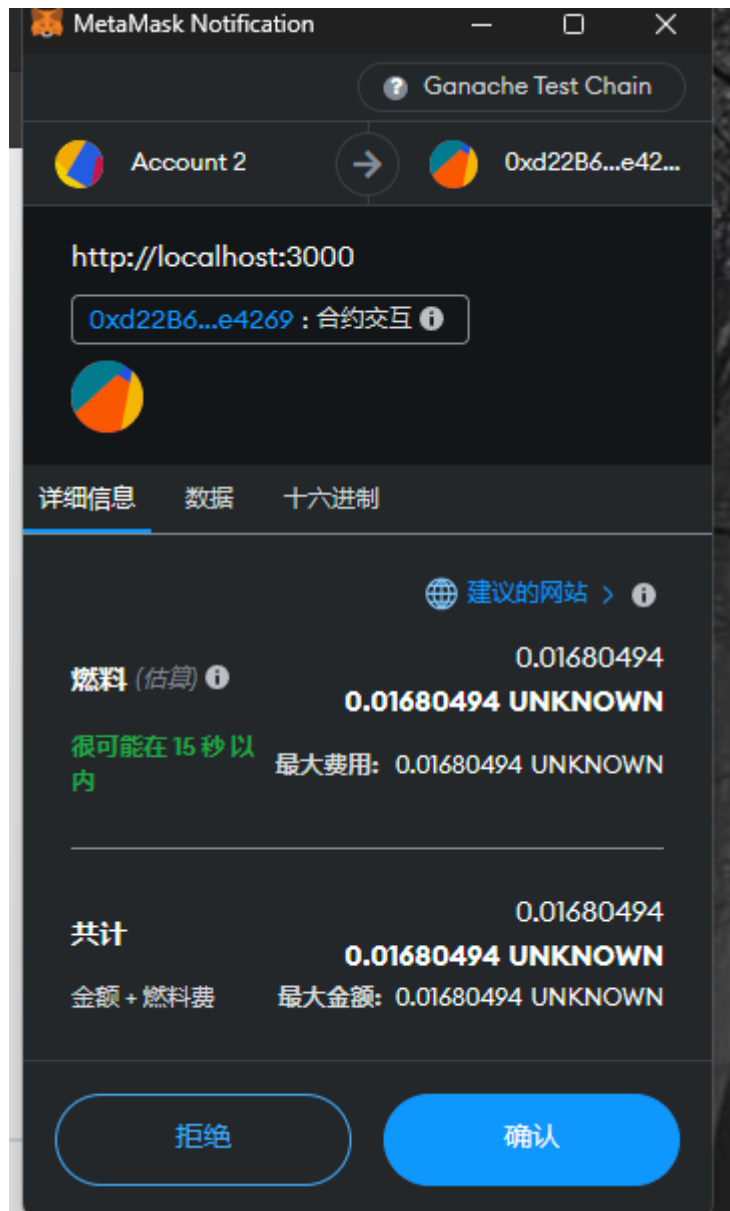 MetaMask Notification
Ganache Test Chain
Account 2
0xd22B6...e42...
http://localhost:3000
0xd22B6...e4269 : 合约交互
详细信息 数据 十六进制
建议的网站 >
0.01680494
燃料 (估算)
0.01680494 UNKNOWN
很可能在 15 秒以
内
最大费用: 0.01680494 UNKNOWN
0.01680494
共计
0.01680494 UNKNOWN
金额 + 燃料费 最大金额: 0.01680494 UNKNOWN
拒绝 确认